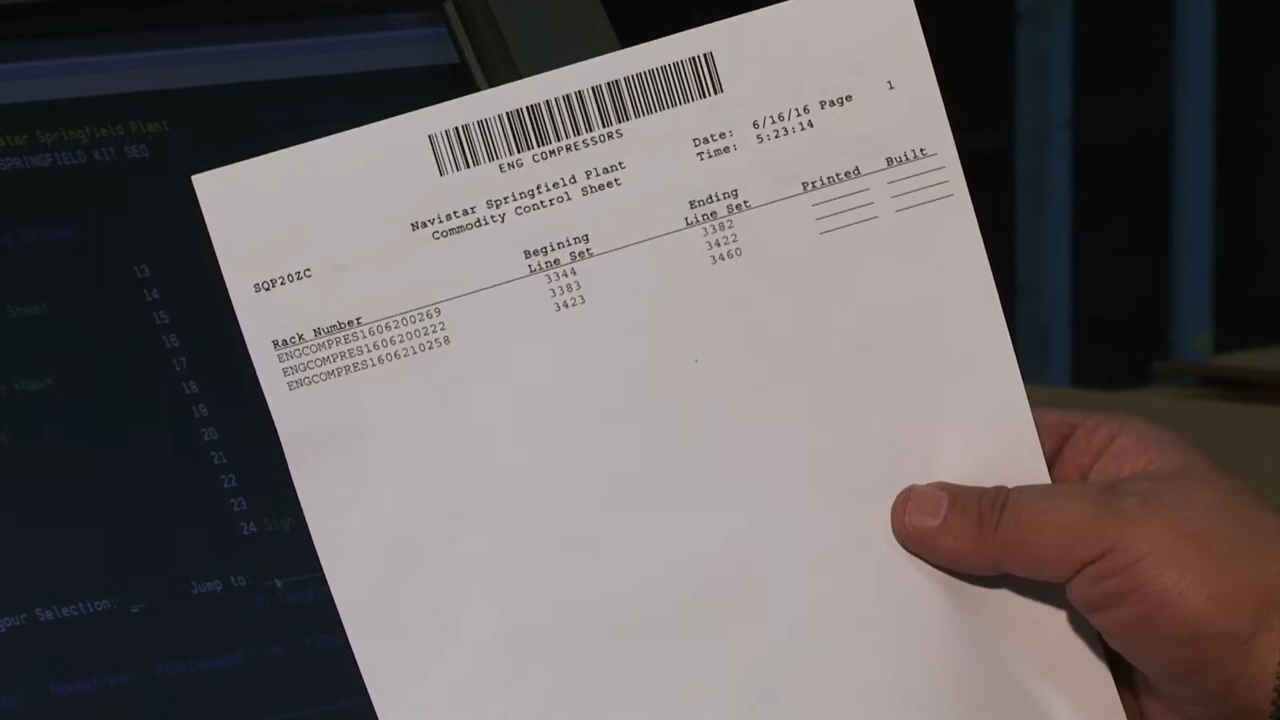 ENG COMPRESSORS
Date: 6/16/16 Page 1
Time: 5:23:14
Navistar Springfield Plant
Commodity Control Sheet
SQP20ZC
Rack Number Begining Line Set Ending Line Set Printed Built
ENGCOMPRES1606200269 3344 3382
ENGCOMPRES1606200222 3383 3422
ENGCOMPRES1606210258 3423 3460
Springfield Plant
SPRINGFIELD KIT SEQ
13
14
15
16
17
18
19
20
21
22
23
24 Sign
Jump to:
your Selection: